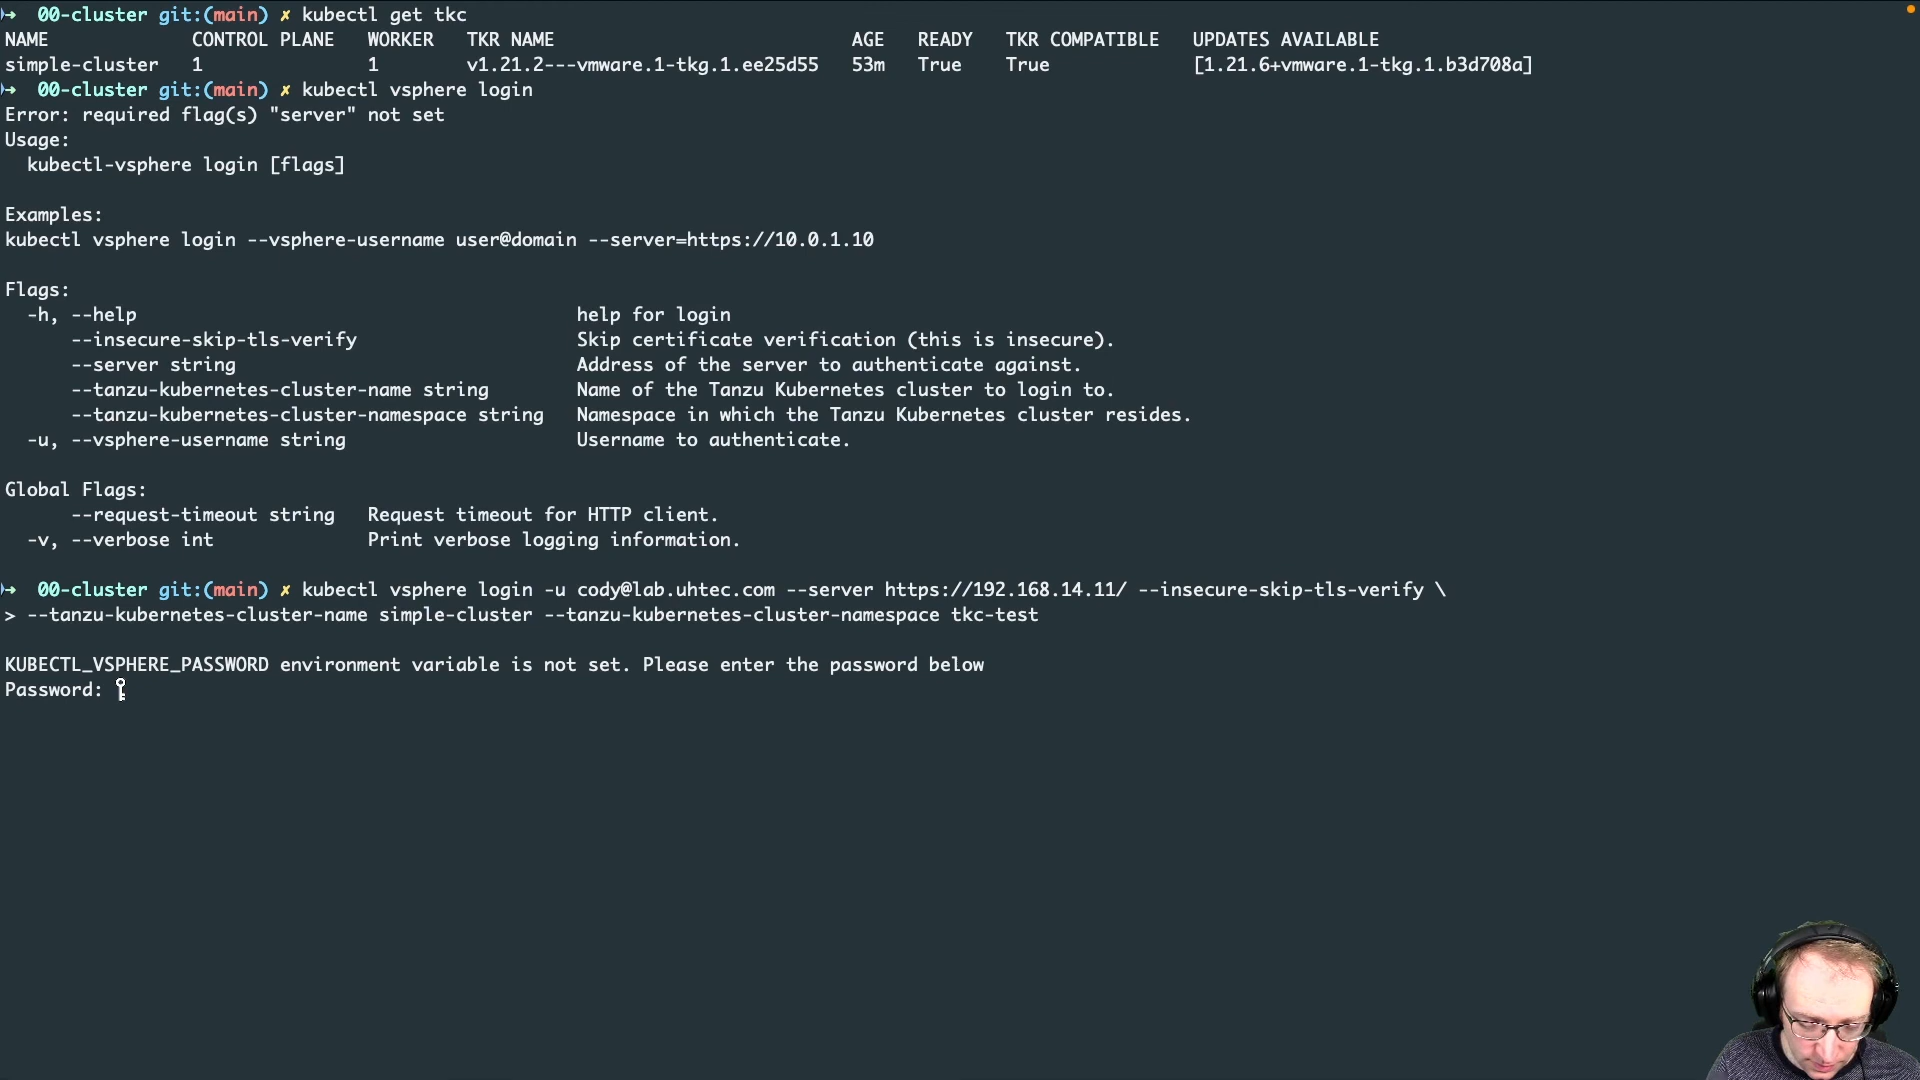 ➜  00-cluster git:(main) ✗ kubectl get tkc
NAME             CONTROL PLANE   WORKER   TKR NAME                           AGE   READY   TKR COMPATIBLE   UPDATES AVAILABLE
simple-cluster   1               1        v1.21.2---vmware.1-tkg.1.ee25d55   53m   True    True             [1.21.6+vmware.1-tkg.1.b3d708a]
➜  00-cluster git:(main) ✗ kubectl vsphere login
Error: required flag(s) "server" not set
Usage:
  kubectl-vsphere login [flags]

Examples:
kubectl vsphere login --vsphere-username user@domain --server=https://10.0.1.10

Flags:
  -h, --help                                        help for login
      --insecure-skip-tls-verify                    Skip certificate verification (this is insecure).
      --server string                               Address of the server to authenticate against.
      --tanzu-kubernetes-cluster-name string        Name of the Tanzu Kubernetes cluster to login to.
      --tanzu-kubernetes-cluster-namespace string   Namespace in which the Tanzu Kubernetes cluster resides.
  -u, --vsphere-username string                     Username to authenticate.

Global Flags:
      --request-timeout string   Request timeout for HTTP client.
  -v, --verbose int              Print verbose logging information.

➜  00-cluster git:(main) ✗ kubectl vsphere login -u cody@lab.uhtec.com --server https://192.168.14.11/ --insecure-skip-tls-verify \
> --tanzu-kubernetes-cluster-name simple-cluster --tanzu-kubernetes-cluster-namespace tkc-test

KUBECTL_VSPHERE_PASSWORD environment variable is not set. Please enter the password below
Password: